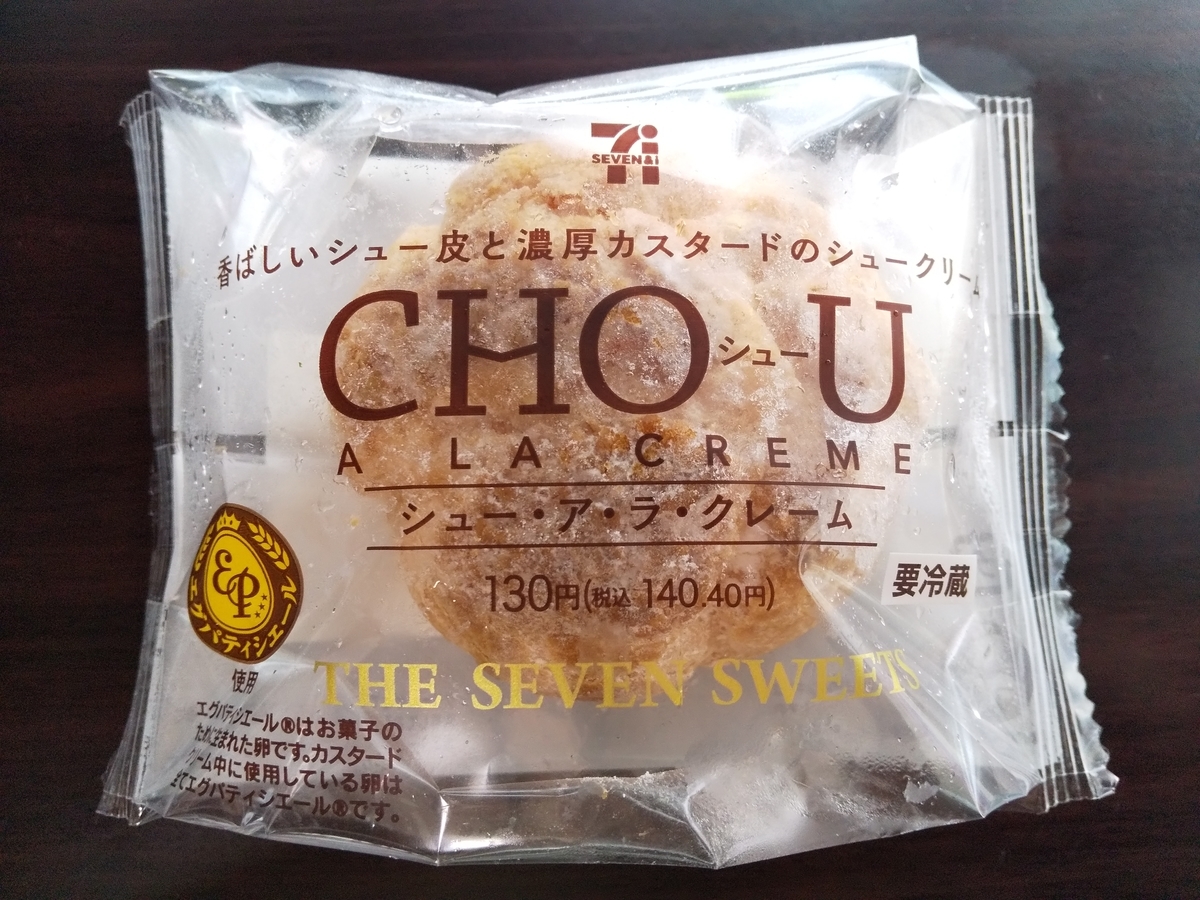 SEVEN&i
香ばしいシュー皮と濃厚カスタードのシュークリーム
CHOシューU
A LA CREME
シュー・ア・ラ・クレーム
130円(税込 140.40円)
要冷蔵
EP
エグパティシエール
使用
THE SEVEN SWEETS
エグパティシエール®はお菓子の
ために生まれた卵です。カスタード
クリーム中に使用している卵は
全てエグパティシエール®です。